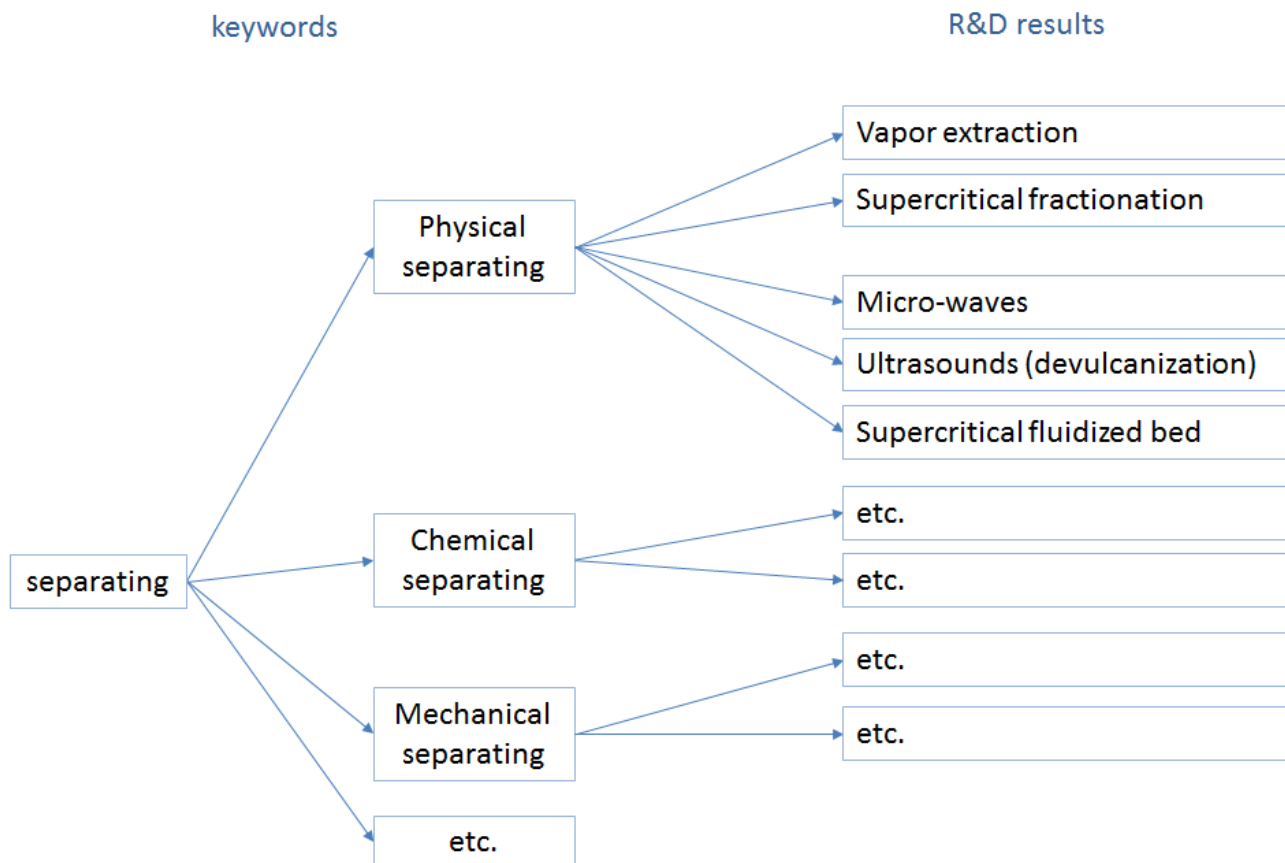 keywords
R&D results
Vapor extraction
Supercritical fractionation
Physical
separating
Micro-waves
Ultrasounds (devulcanization)
Supercritical fluidized bed
etc.
Chemical
separating
etc.
separating
etc.
Mechanical
separating
etc.
etc.